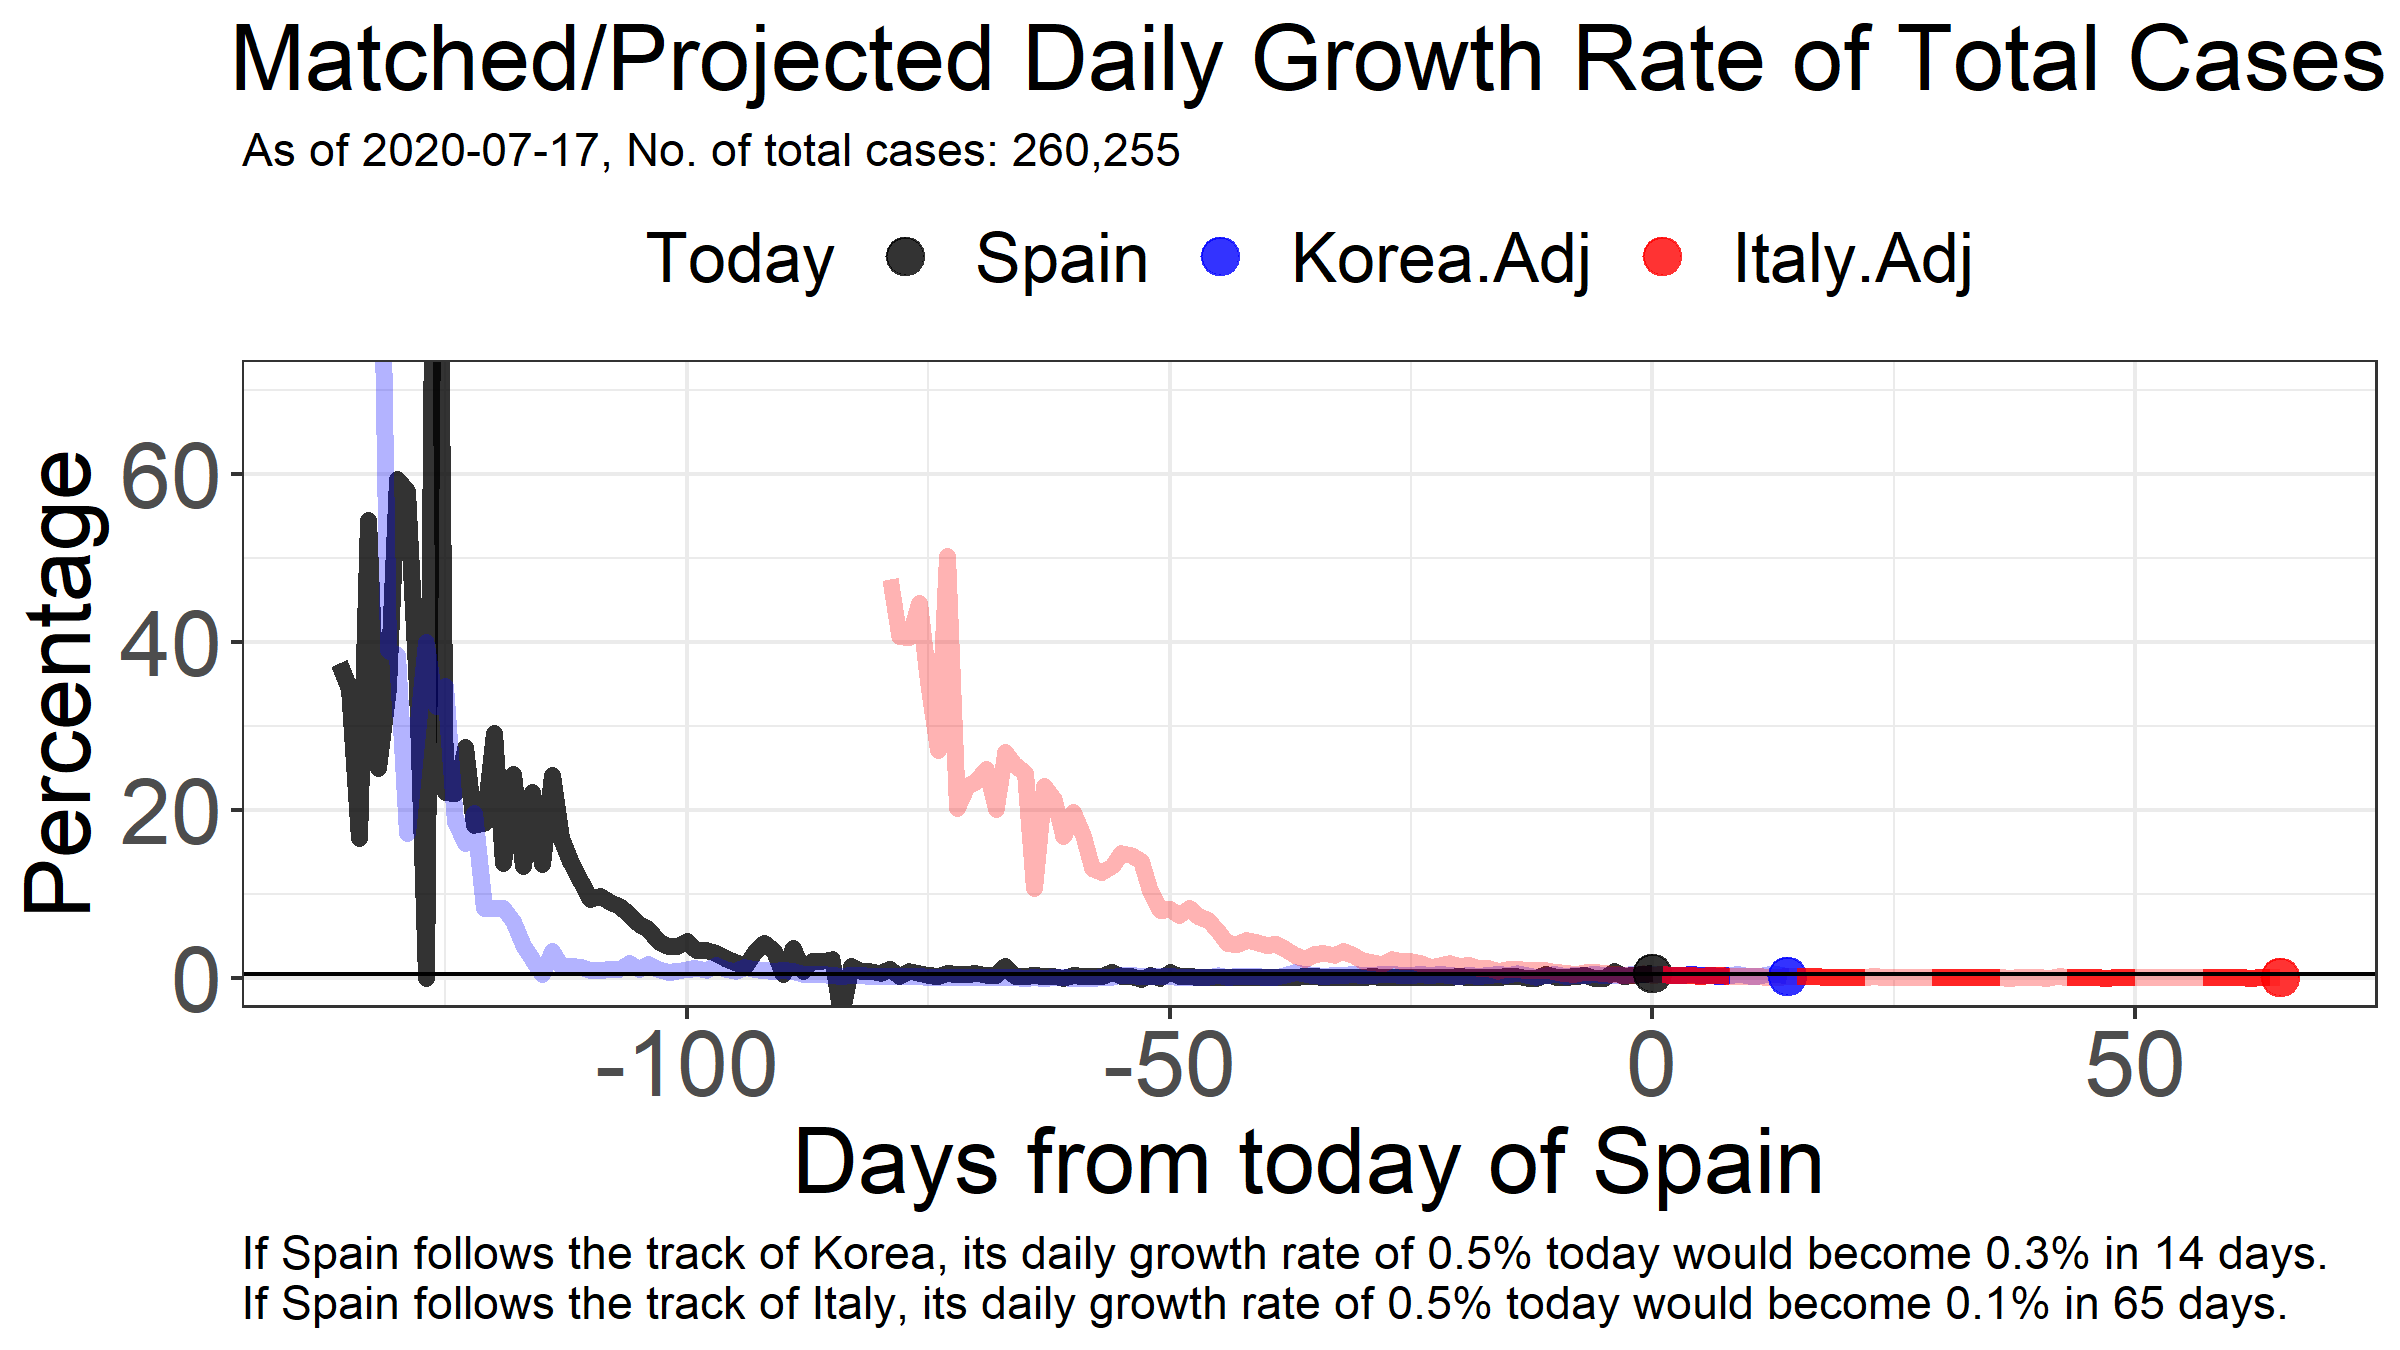 Matched/Projected Daily Growth Rate of Total Cases
As of 2020-07-17, No. of total cases: 260,255
Today Spain Korea.Adj Italy.Adj
Percentage
60
40
20
0
-100 -50 0 50
Days from today of Spain
If Spain follows the track of Korea, its daily growth rate of 0.5% today would become 0.3% in 14 days.
If Spain follows the track of Italy, its daily growth rate of 0.5% today would become 0.1% in 65 days.